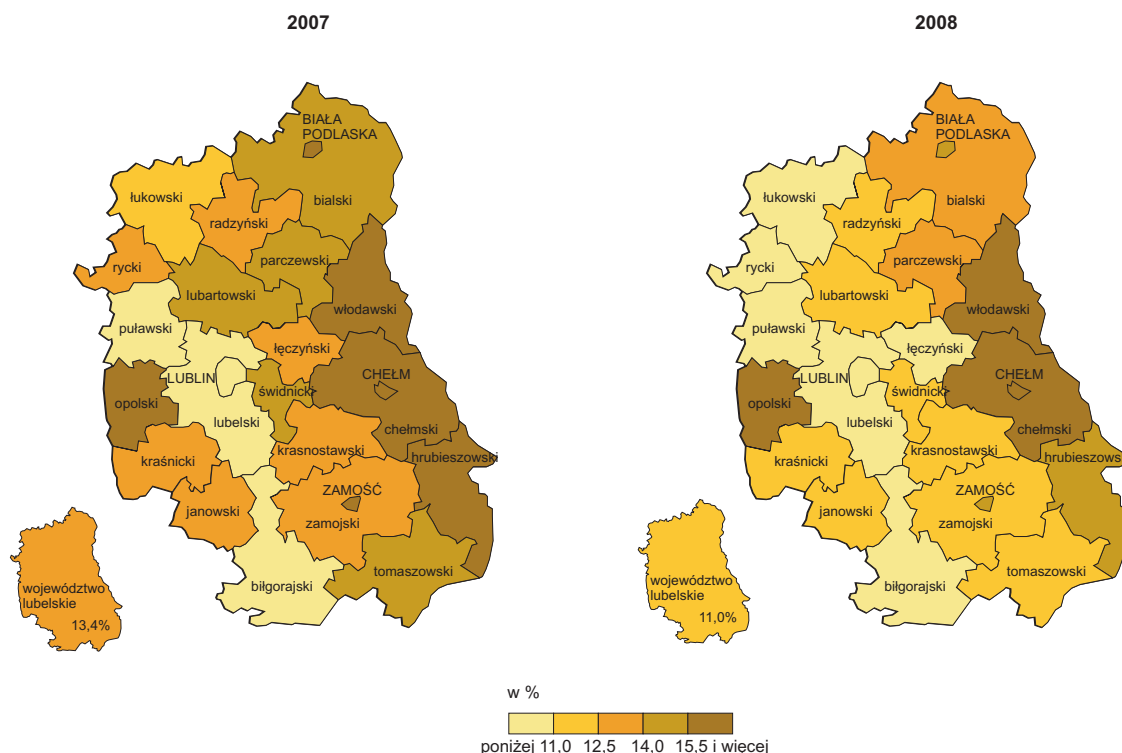 2007
BIAŁA
PODLASKA
łukowski
bialski
radzyński
parczewski
rycki
lubartowski
włodawski
puławski
łęczyński
LUBLIN
CHEŁM
świdnicki
opolski
lubelski
chełmski
krasnostawski
hrubieszowski
kraśnicki
ZAMOŚĆ
janowski
zamojski
tomaszowski
biłgorajski
województwo
lubelskie
13,4%
2008
BIAŁA
PODLASKA
łukowski
bialski
radzyński
parczewski
rycki
lubartowski
włodawski
puławski
łęczyński
LUBLIN
CHEŁM
świdnicki
opolski
lubelski
chełmski
krasnostawski
hrubieszows
kraśnicki
ZAMOŚĆ
janowski
zamojski
tomaszowski
biłgorajski
województwo
lubelskie
11,0%
w %
poniżej 11,0 12,5 14,0 15,5 i więcej